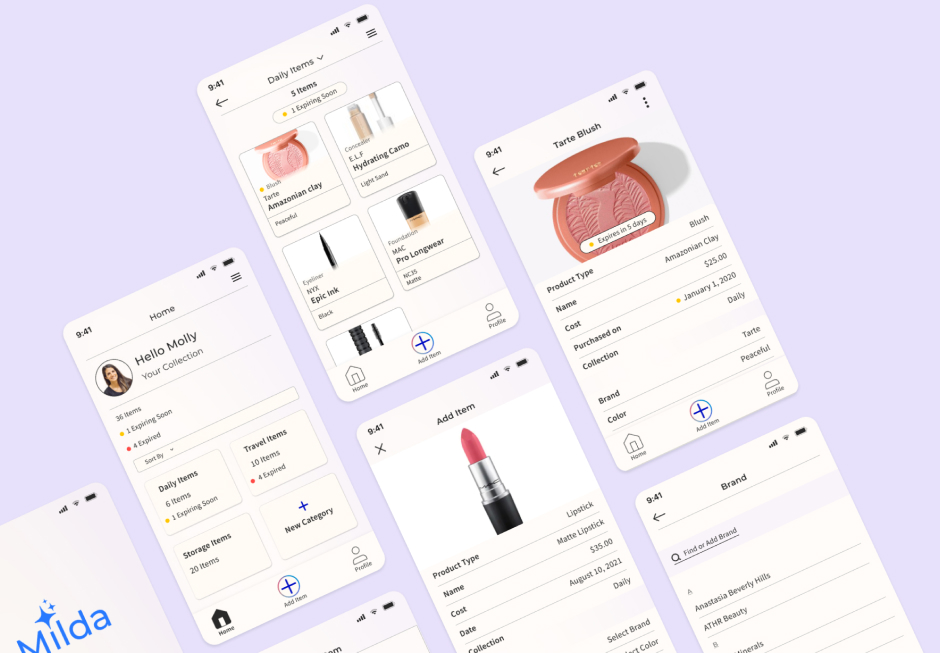 9:41
Daily Items
5 Items
1 Expiring Soon
Blush
Tarte
Amazonian clay
Peaceful
Concealer
E.L.F
Hydrating Camo
Light Sand
Eyeliner
NYX
Epic Ink
Black
Foundation
MAC
Pro Longwear
NC35
Matte
Home
Add Item
Profile
9:41
Tarte Blush
Expires in 5 days
Product Type Blush
Name Amazonian Clay
Cost $25.00
Purchased on January 1, 2020
Collection Daily
Brand Tarte
Color Peaceful
Home
Add Item
Profile
9:41
Home
Hello Molly
Your Collection
36 Items
1 Expiring Soon
4 Expired
Sort By
Daily Items
6 Items
1 Expiring Soon
Travel Items
10 Items
4 Expired
Storage Items
20 Items
New Category
Home
Add Item
Profile
9:41
Add Item
Product Type Lipstick
Name Matte Lipstick
Cost $35.00
Date August 10, 2021
Collection Daily
Select Brand
Select Color
9:41
Brand
Find or Add Brand
A
Anastasia Beverly Hills
ATHR Beauty
B
Minerals
Milda